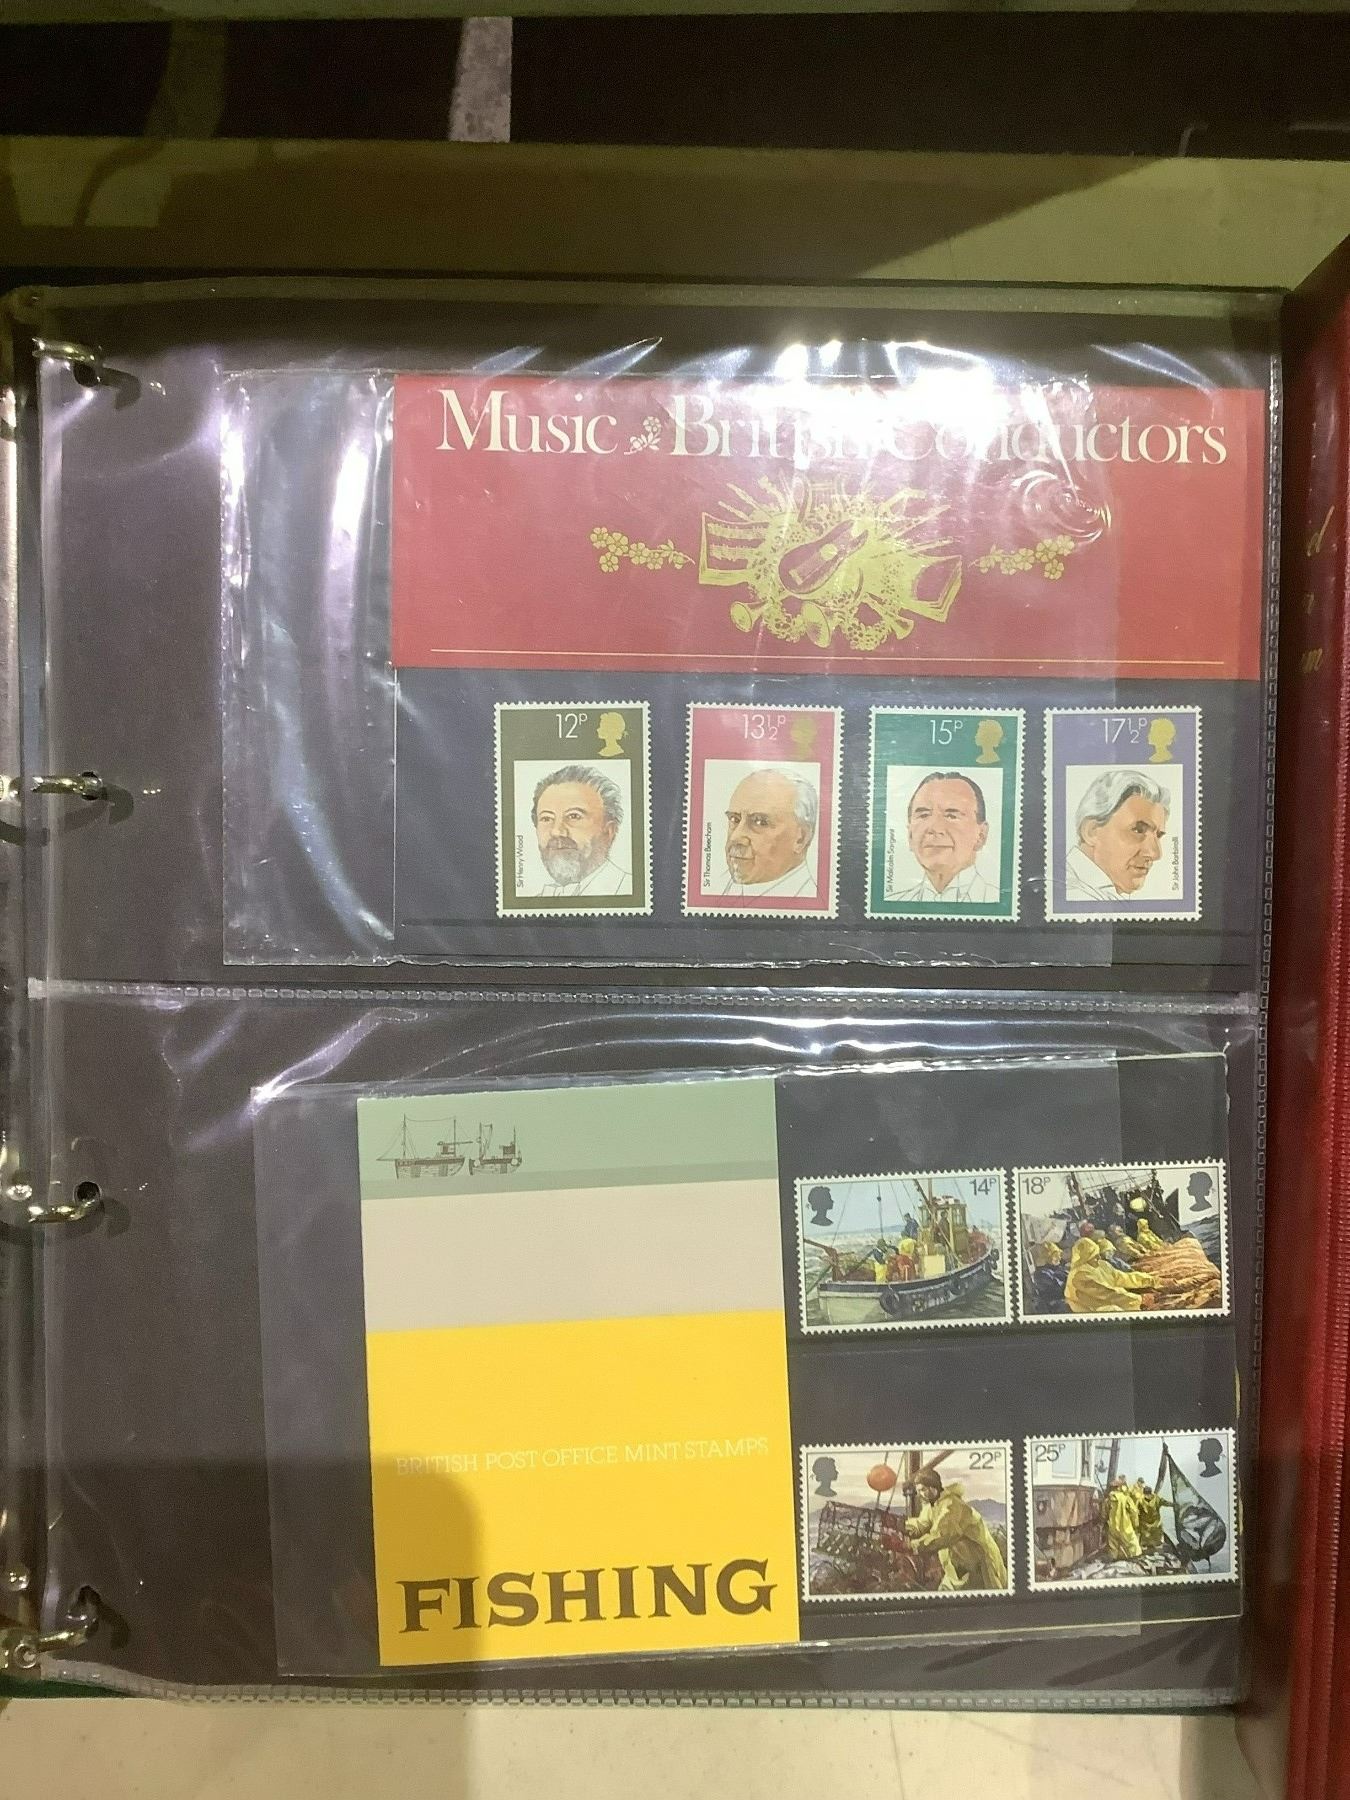 Music British Conductors
12P
Sir Henry Wood
13½P
Sir Thomas Beecham
15P
Sir Malcolm Sargent
17½P
Sir John Barbirolli
14P
18P
BRITISH POST OFFICE MINT STAMPS
22P
25P
FISHING